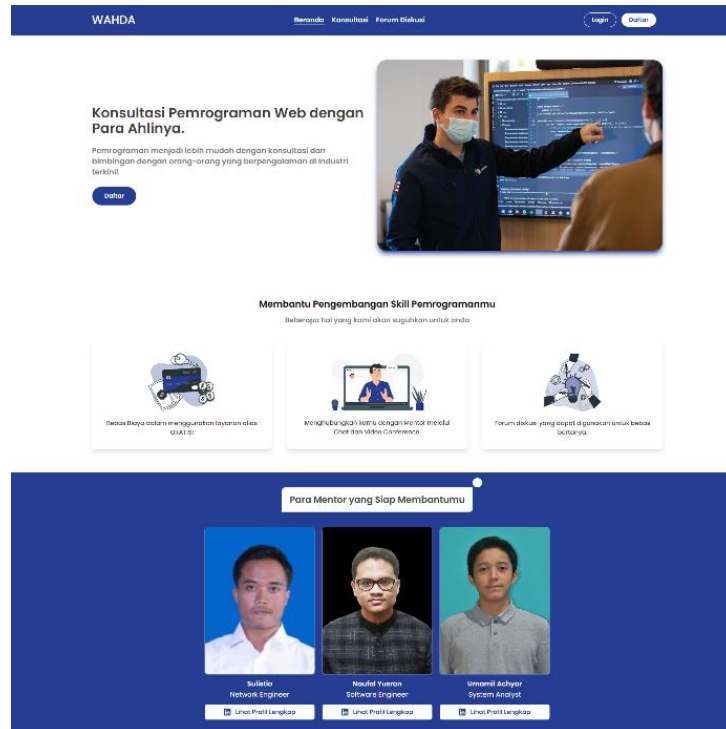 WAHDA
Beranda Konsultasi Forum Diskusi
Login Daftar
Konsultasi Pemrograman Web dengan
Para Ahlinya.
Pemrograman menjadi lebih mudah dengan konsultasi dan
bimbingan dengan orang-orang yang berpengalaman di industri
terkini!
Daftar
Membantu Pengembangan Skill Pemrogramanmu
Beberapa hal yang kami akan suguhkan untuk anda
Bebas Biaya dalam menggunakan layanan alias
GRATIS!
Menghubungkan kamu dengan Mentor melalui
Chat dan Video Conference
Forum diskusi yang dapat digunakan untuk bebas
bertanya.
Para Mentor yang Siap Membantumu
Sulistio
Network Engineer
Lihat Profil Lengkap
Naufal Yusran
Software Engineer
Lihat Profil Lengkap
Umamil Achyar
System Analyst
Lihat Profil Lengkap